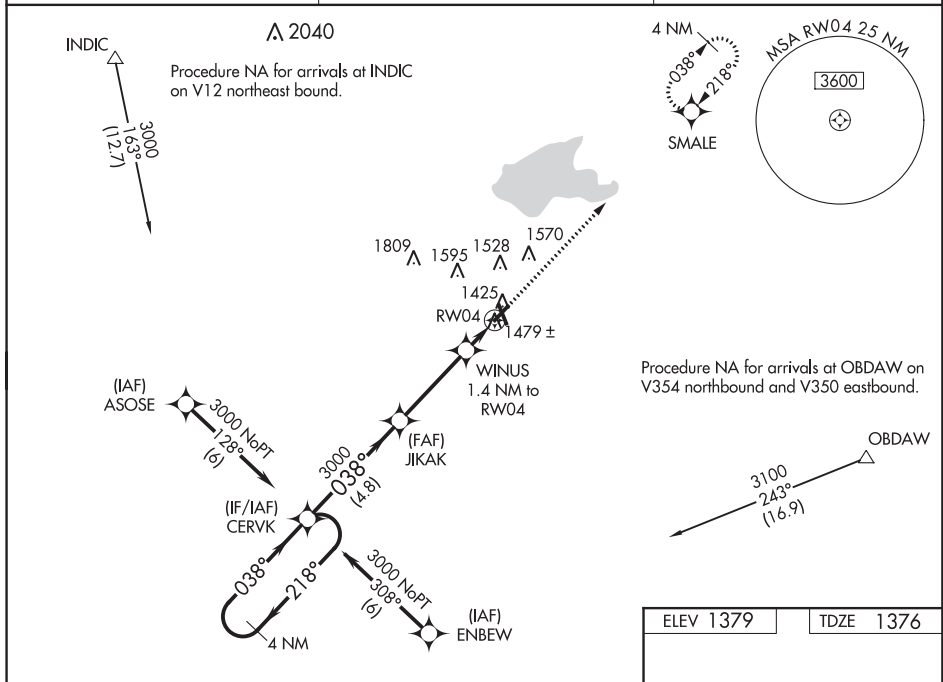 INDIC
2040
Procedure NA for arrivals at INDIC
on V12 northeast bound.
3000
163°
(12.7)
4 NM
038°
218°
SMALE
MSA RW04 25 NM
3600
1809
1595
1528
1570
1425
RW04
1479 ±
WINUS
1.4 NM to
RW04
Procedure NA for arrivals at OBDAW on
V354 northbound and V350 eastbound.
(IAF)
ASOSE
3000 NoPT
128°
(6)
(FAF)
JIKAK
3000
038°
(4.8)
OBDAW
3100
243°
(16.9)
(IF/IAF)
CERVK
038°
218°
4 NM
3000 NoPT
308°
(6)
(IAF)
ENBEW
ELEV 1379
TDZE 1376